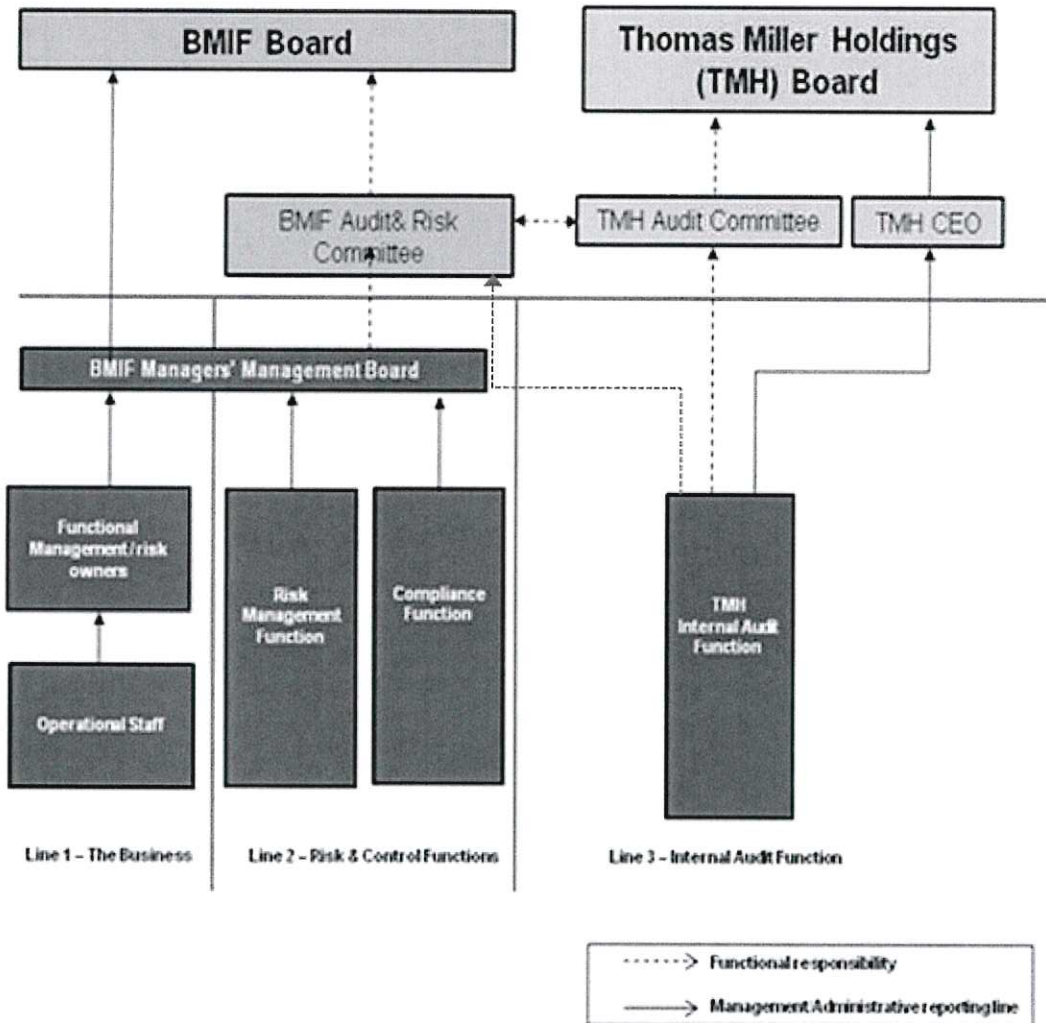 BMIF Board
Thomas Miller Holdings
(TMH) Board
BMIF Audit& Risk
Committee
TMH Audit Committee
TMH CEO
BMIF Managers' Management Board
Functional
Management/risk
owners
Operational Staff
Risk
Management
Function
Compliance
Function
TMH
Internal Audit
Function
Line 1 – The Business
Line 2 – Risk & Control Functions
Line 3 – Internal Audit Function
Functional responsibility
Management Administrative reporting line